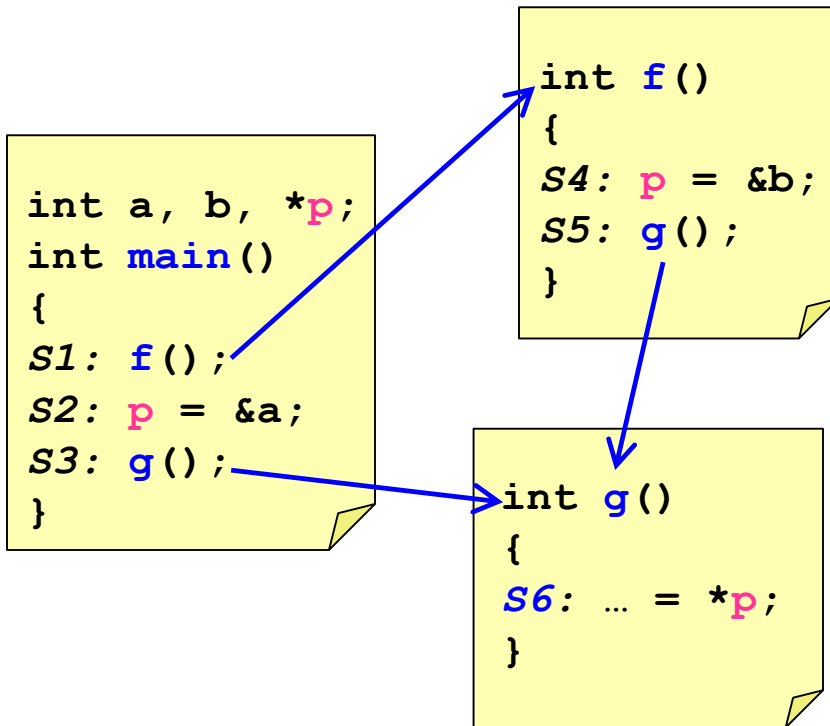 int a, b, *p;
int main()
{
S1: f();
S2: p = &a;
S3: g();
}
int f()
{
S4: p = &b;
S5: g();
}
int g()
{
S6: … = *p;
}